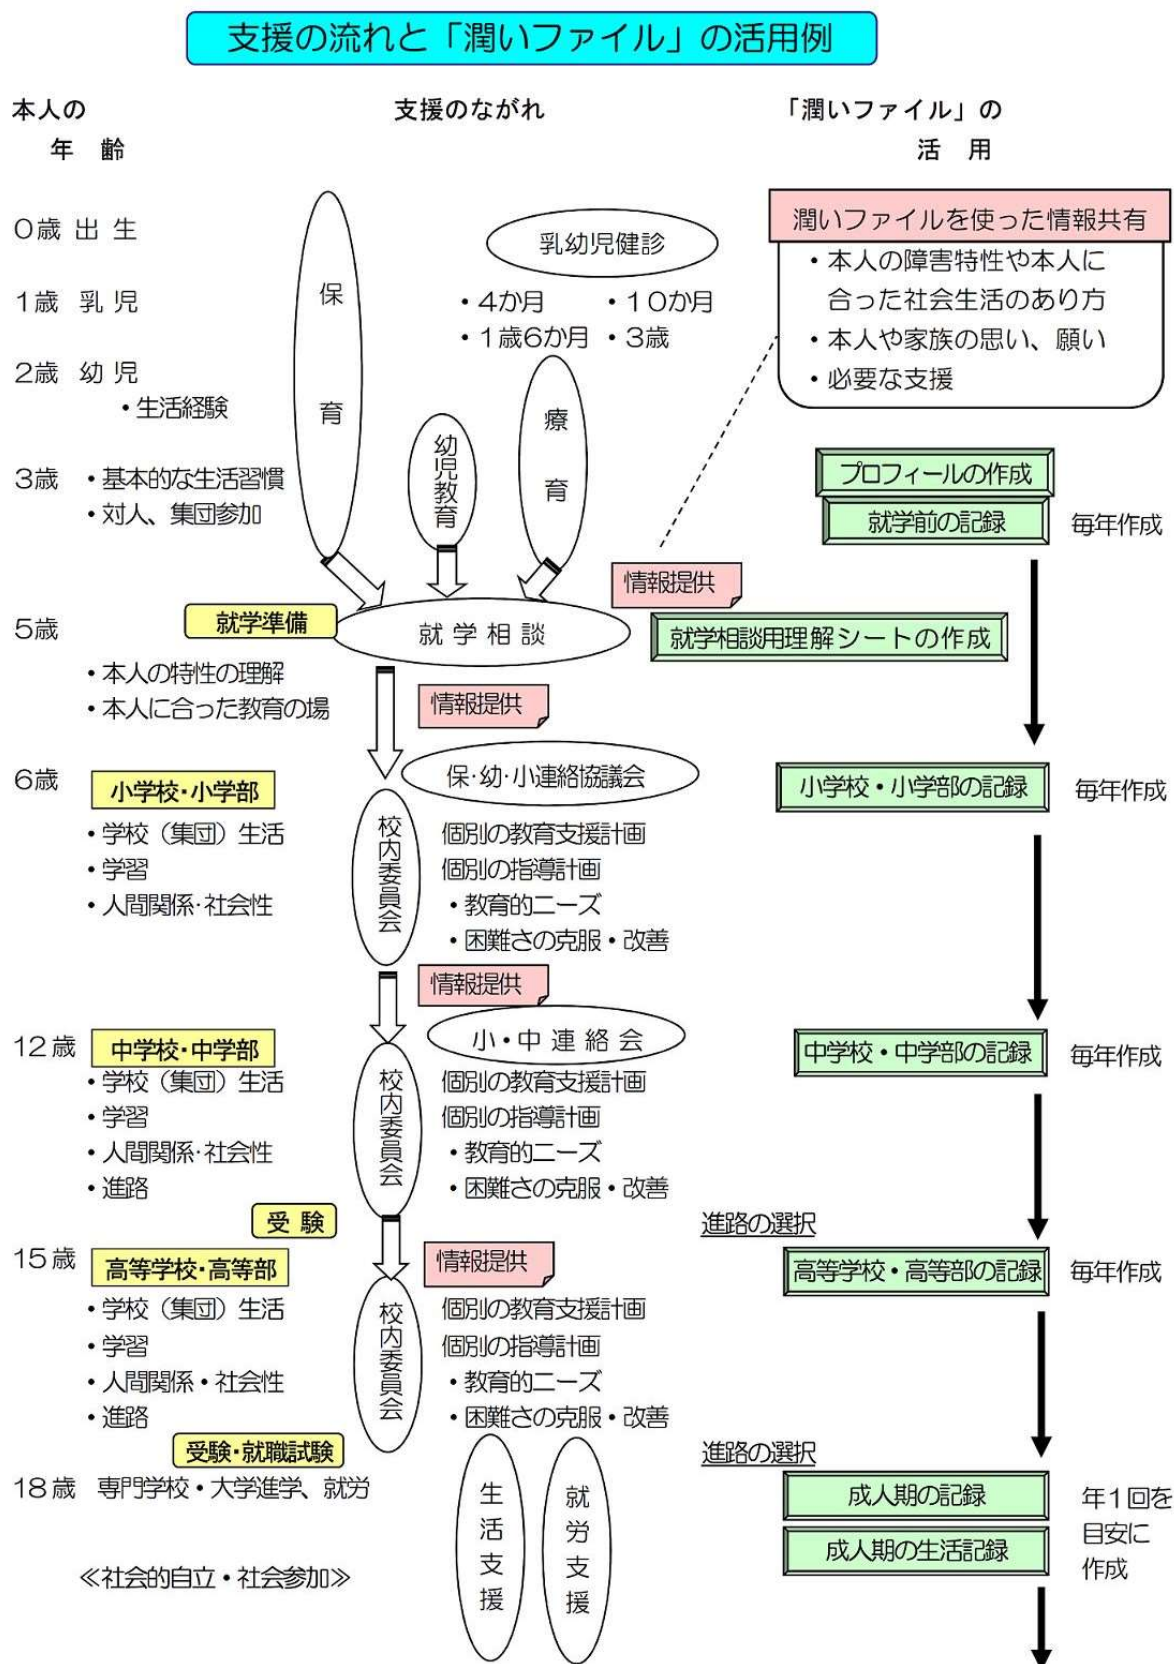 支援の流れと「潤いファイル」の活用例
本人の
年 齢
支援のながれ
「潤いファイル」の
活 用
0歳 出 生
1歳 乳 児
2歳 幼 児
・生活経験
3歳 ・基本的な生活習慣
・対人、集団参加
保育
乳幼児健診
・4か月 ・10か月
・1歳6か月 ・3歳
幼児教育
療育
潤いファイルを使った情報共有
・本人の障害特性や本人に
合った社会生活のあり方
・本人や家族の思い、願い
・必要な支援
プロフィールの作成
就学前の記録 毎年作成
情報提供
5歳 就学準備 就 学 相 談 就学相談用理解シートの作成
・本人の特性の理解
・本人に合った教育の場
情報提供
6歳 小学校・小学部 保・幼・小連絡協議会 小学校・小学部の記録 毎年作成
・学校（集団）生活
・学習
・人間関係・社会性
校内委員会
個別の教育支援計画
個別の指導計画
・教育的ニーズ
・困難さの克服・改善
情報提供
12歳 中学校・中学部 小・中 連 絡 会 中学校・中学部の記録 毎年作成
・学校（集団）生活
・学習
・人間関係・社会性
・進路
校内委員会
個別の教育支援計画
個別の指導計画
・教育的ニーズ
・困難さの克服・改善
受 験
進路の選択
15歳 高等学校・高等部 情報提供 高等学校・高等部の記録 毎年作成
・学校（集団）生活
・学習
・人間関係・社会性
・進路
校内委員会
個別の教育支援計画
個別の指導計画
・教育的ニーズ
・困難さの克服・改善
受験・就職試験
進路の選択
18歳 専門学校・大学進学、就労
≪社会的自立・社会参加≫
生活支援
就労支援
成人期の記録
成人期の生活記録
年1回を
目安に
作成